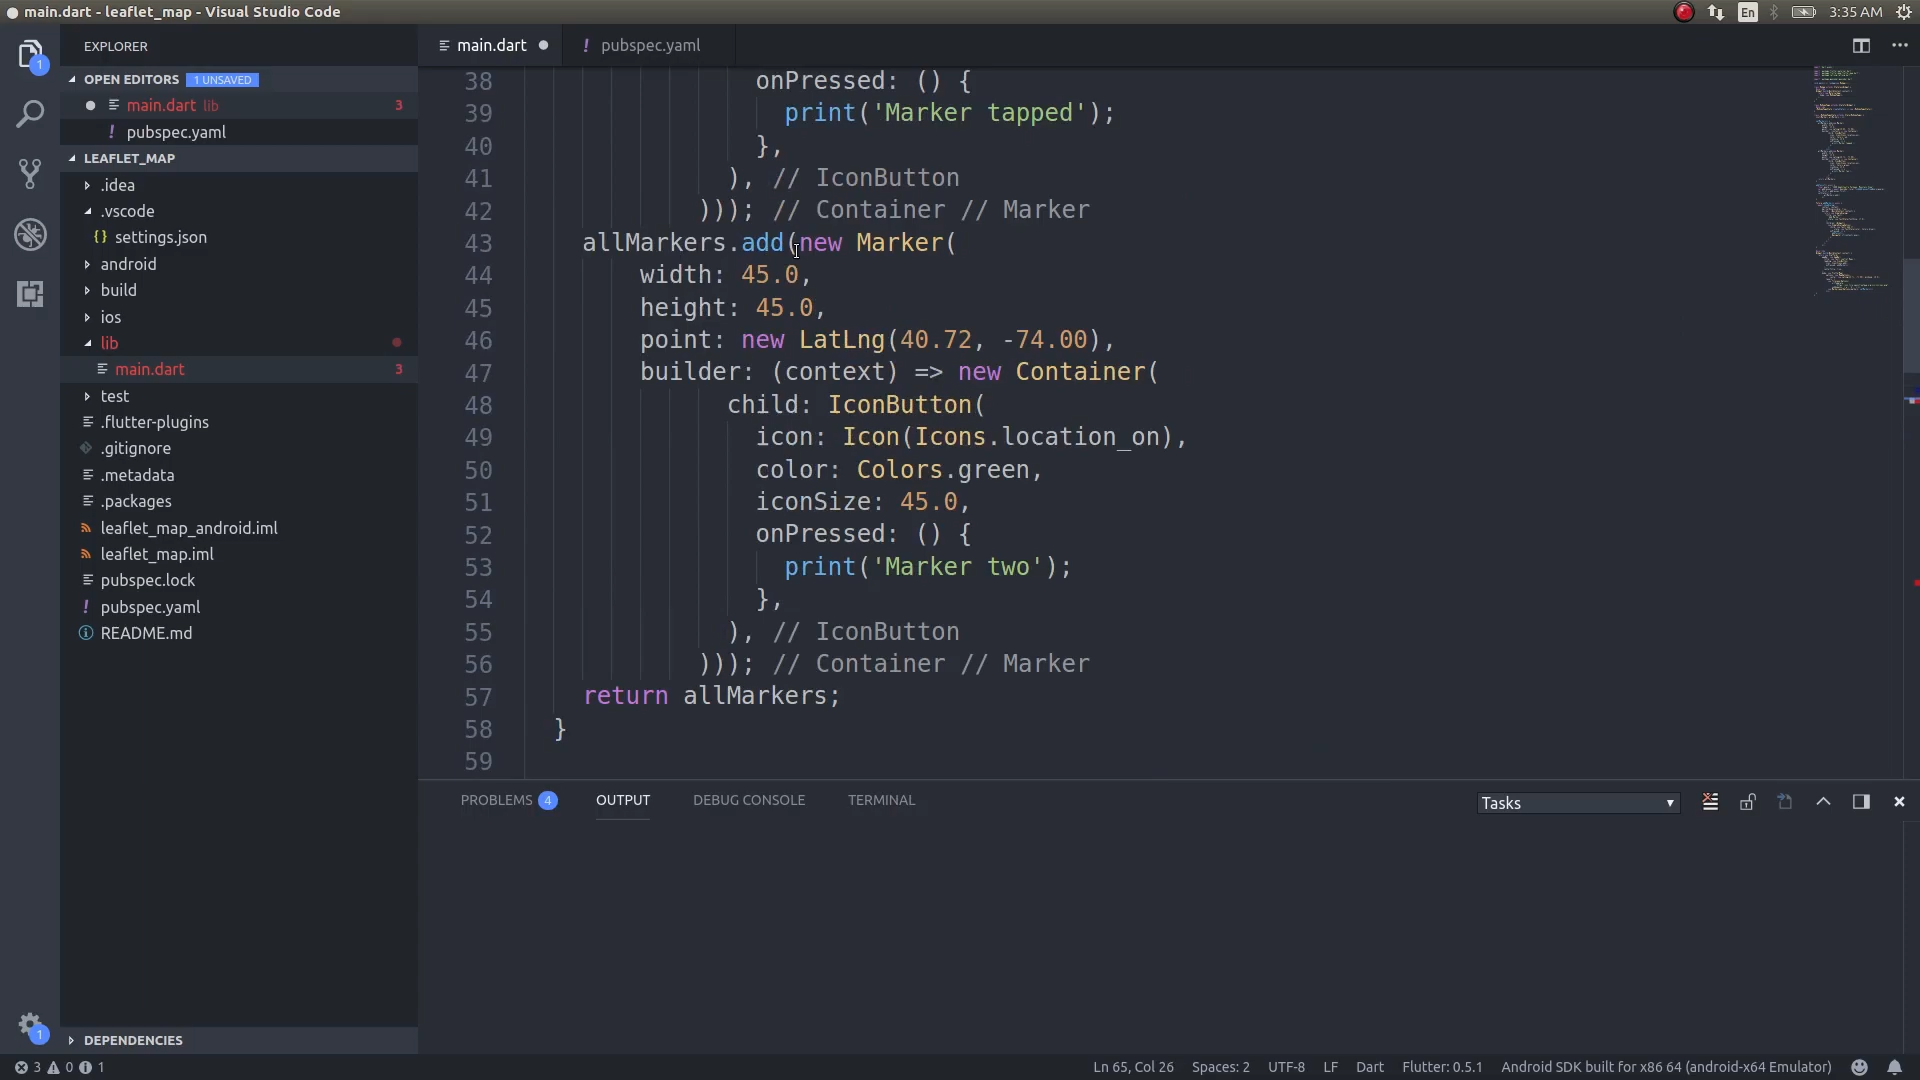 main.dart - leaflet_map - Visual Studio Code
En
3:35 AM
EXPLORER
OPEN EDITORS 1 UNSAVED
main.dart lib 3
pubspec.yaml
LEAFLET_MAP
.idea
.vscode
settings.json
android
build
ios
lib
main.dart 3
test
.flutter-plugins
.gitignore
.metadata
.packages
leaflet_map_android.iml
leaflet_map.iml
pubspec.lock
pubspec.yaml
README.md
DEPENDENCIES
1
1
main.dart
pubspec.yaml
38 onPressed: () {
39 print('Marker tapped');
40 },
41 ), // IconButton
42 ))); // Container // Marker
43 allMarkers.add(new Marker(
44 width: 45.0,
45 height: 45.0,
46 point: new LatLng(40.72, -74.00),
47 builder: (context) => new Container(
48 child: IconButton(
49 icon: Icon(Icons.location_on),
50 color: Colors.green,
51 iconSize: 45.0,
52 onPressed: () {
53 print('Marker two');
54 },
55 ), // IconButton
56 ))); // Container // Marker
57 return allMarkers;
58 }
59
PROBLEMS 4 OUTPUT DEBUG CONSOLE TERMINAL Tasks
3 0 1 Ln 65, Col 26 Spaces: 2 UTF-8 LF Dart Flutter: 0.5.1 Android SDK built for x86 64 (android-x64 Emulator)